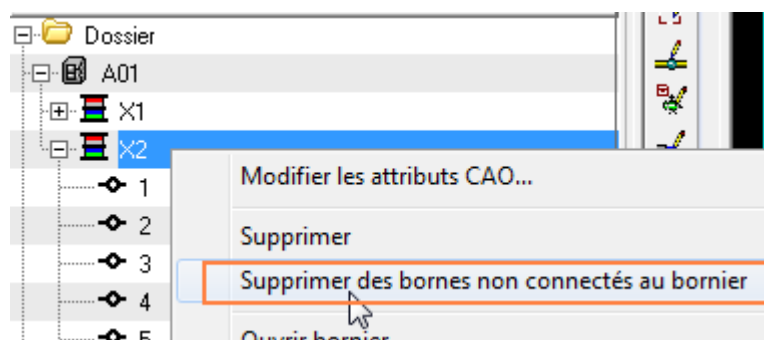 Dossier
A01
X1
X2
1
2
3
4
5
Modifier les attributs CAO...
Supprimer
Supprimer des bornes non connectés au bornier
Ouvrir bornier